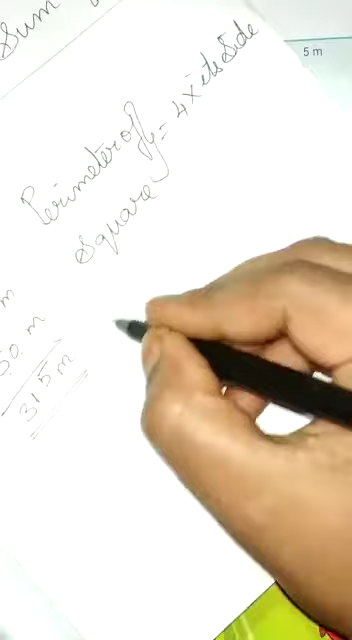 Sum
5 m
Perimeter of = 4 x its side
Square
m
50 m
315 m